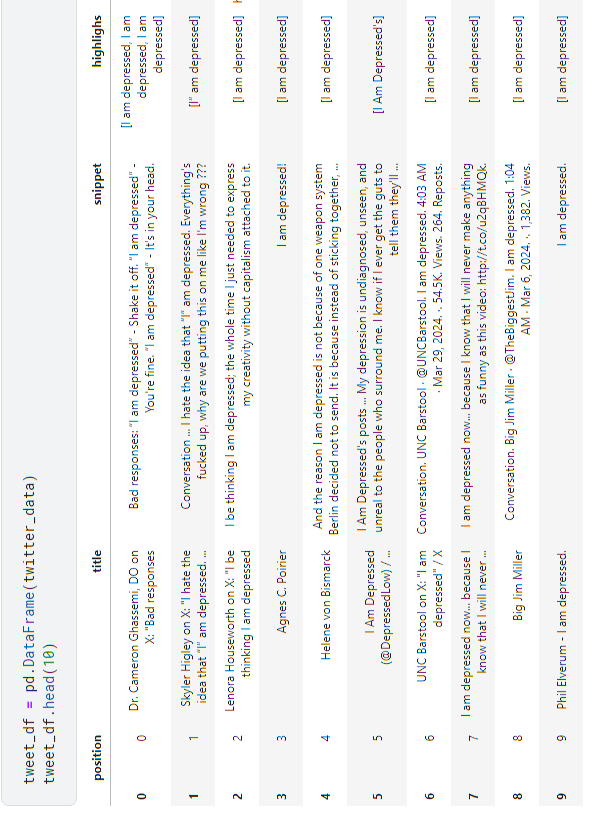 tweet_df = pd.DataFrame(twitter_data)
tweet_df.head(10)
position title snippet highlighs
0 0 Dr. Cameron Ghassemi, DO on Bad responses: "I am depressed" - Shake it off. "I am depressed" - [I am depressed, I am
X: "Bad responses You're fine. "I am depressed" - It's in your head. depressed, I am
depressed]
1 1 Skyler Higley on X: "I hate the Conversation ... I hate the idea that "I" am depressed. Everything's [I" am depressed]
idea that "I" am depressed. ... fucked up, why are we putting this on me like I'm wrong ???
2 2 Lenora Houseworth on X: "I be I be thinking I am depressed; the whole time I just needed to express [I am depressed]
thinking I am depressed my creativity without capitalism attached to it.
3 3 Agnes C. Poirier I am depressed! [I am depressed]
4 4 Helene von Bismarck And the reason I am depressed is not because of one weapon system [I am depressed]
Berlin decided not to send. It is because instead of sticking together, ...
5 5 I Am Depressed I Am Depressed's posts ... My depression is undiagnosed, unseen, and [I Am Depressed's]
(@DepressedLow) / ... unreal to the people who surround me. I know if I ever get the guts to
tell them they'll ...
6 6 UNC Barstool on X: "I am Conversation. UNC Barstool · @UNCBarstool. I am depressed. 4:03 AM [I am depressed]
depressed" / X · Mar 29, 2024. ·. 54.5K. Views. 264. Reposts.
7 7 I am depressed now... because I I am depressed now... because I know that I will never make anything [I am depressed]
know that I will never ... as funny as this video: http://t.co/u2qBHMQk.
8 8 Big Jim Miller Conversation. Big Jim Miller · @TheBiggestJim. I am depressed. 1:04 [I am depressed]
AM · Mar 6, 2024. ·. 1,382. Views.
9 9 Phil Elverum - I am depressed. I am depressed. [I am depressed]